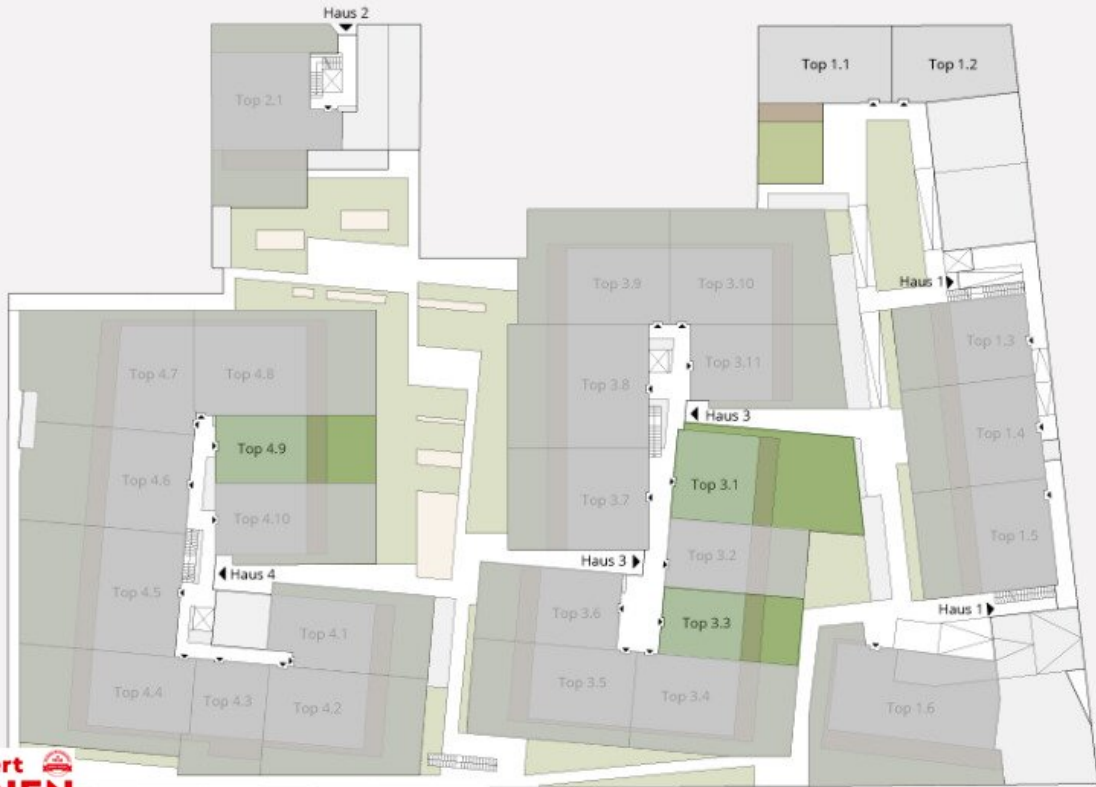 Haus 2
Top 1.1
Top 1.2
Top 2.1
Top 3.9
Top 3.10
Haus 1
Top 1.3
Top 4.7
Top 4.8
Top 3.8
Top 3.11
Haus 3
Top 1.4
Top 4.9
Top 4.6
Top 3.1
Top 3.7
Top 4.10
Top 1.5
Top 3.2
Haus 3
Haus 4
Top 4.5
Top 3.6
Haus 1
Top 3.3
Top 4.1
Top 3.5
Top 4.4
Top 4.3
Top 4.2
Top 3.4
Top 1.6